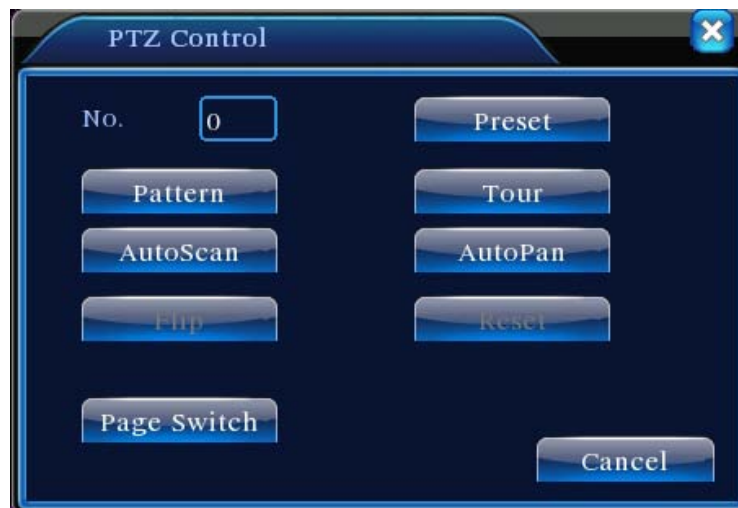 PTZ Control
No. 0 Preset
Pattern Tour
AutoScan AutoPan
Flip Reset
Page Switch
Cancel